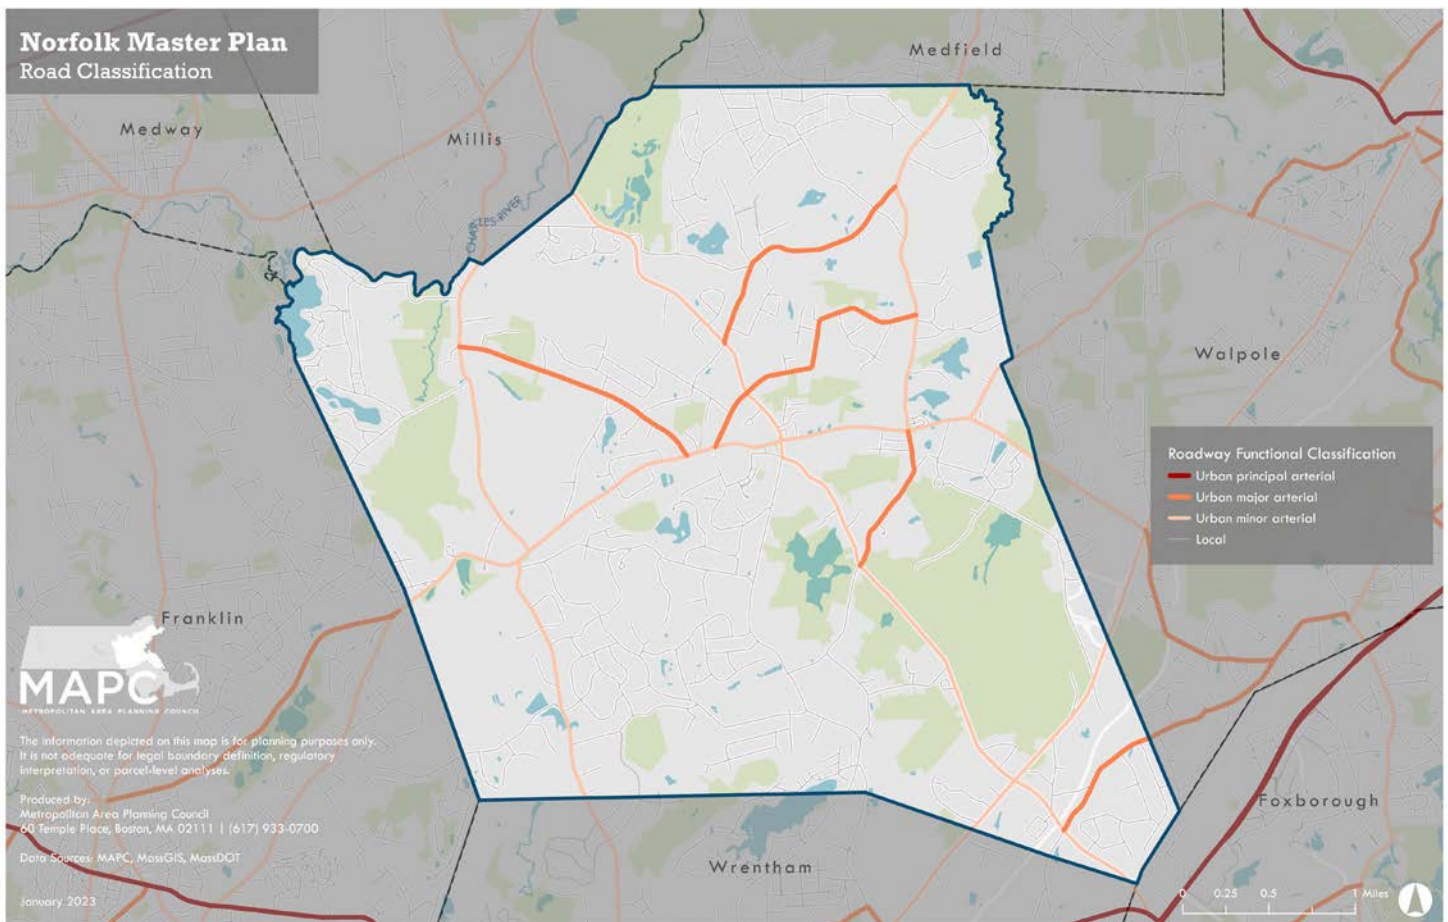 Norfolk Master Plan
Road Classification
Medfield
Medway
Millis
CHARLES RIVER
Walpole
Roadway Functional Classification
Urban principal arterial
Urban major arterial
Urban minor arterial
Local
Franklin
MAPC
METROPOLITAN AREA PLANNING COUNCIL
The information depicted on this map is for planning purposes only.
It is not adequate for legal boundary definition, regulatory
interpretation, or parcel-level analyses.
Produced by:
Metropolitan Area Planning Council
60 Temple Place, Boston, MA 02111 | (617) 933-0700
Data Sources: MAPC, MassGIS, MassDOT
January 2023
Foxborough
Wrentham
0 0.25 0.5 1 Miles